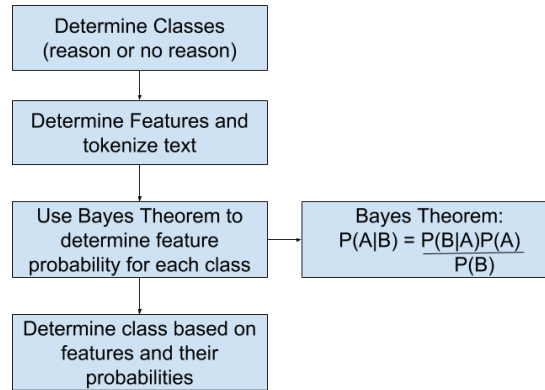 Determine Classes
(reason or no reason)
Determine Features and
tokenize text
Use Bayes Theorem to
determine feature
probability for each class
Bayes Theorem:
P(A|B) = P(B|A)P(A)
P(B)
Determine class based on
features and their
probabilities